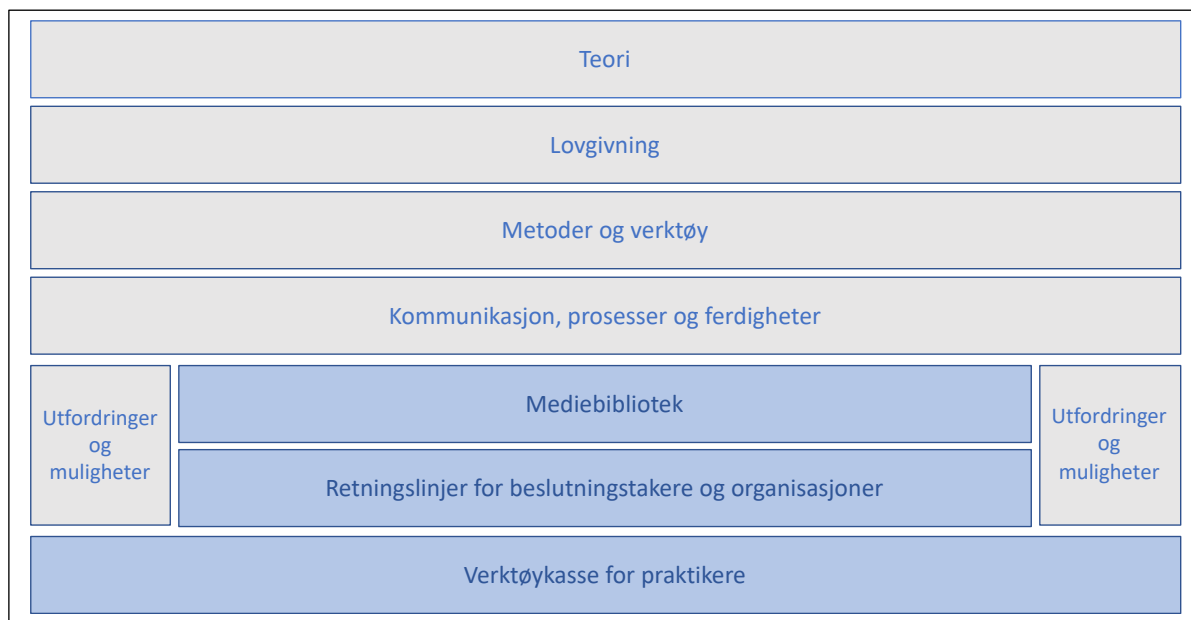 Teori
Lovgivning
Metoder og verktøy
Kommunikasjon, prosesser og ferdigheter
Utfordringer
og
muligheter
Mediebibliotek
Retningslinjer for beslutningstakere og organisasjoner
Utfordringer
og
muligheter
Verktøykasse for praktikere